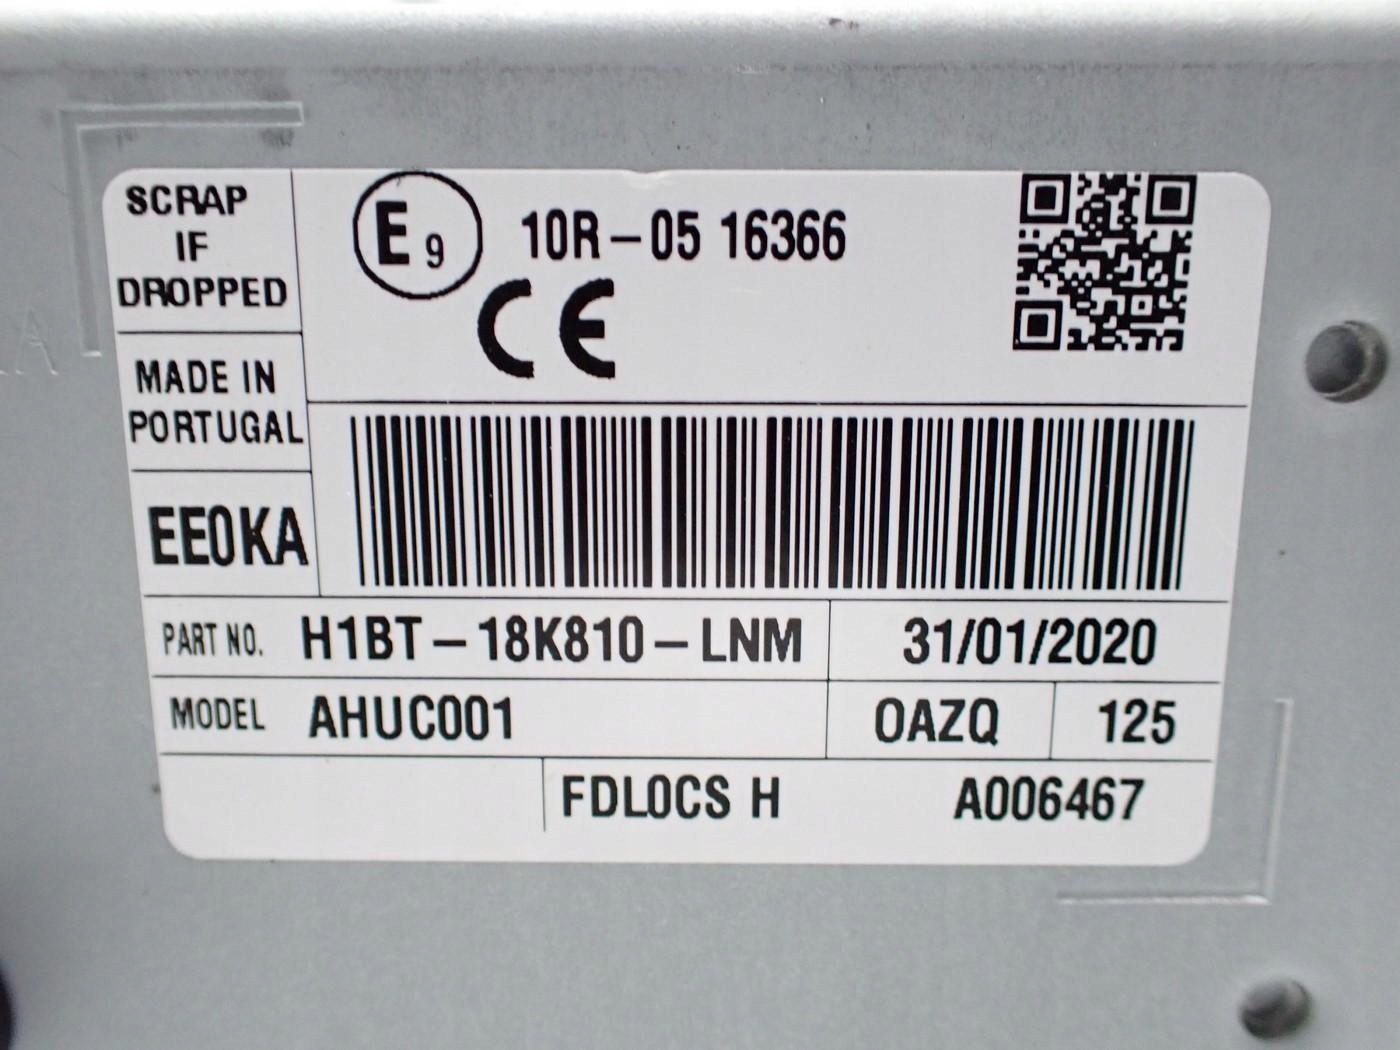 SCRAP
IF
DROPPED
E9 10R-05 16366
CE
MADE IN
PORTUGAL
EE0KA
PART NO. H1BT-18K810-LNM 31/01/2020
MODEL AHUC001 OAZQ 125
FDL0CS H A006467